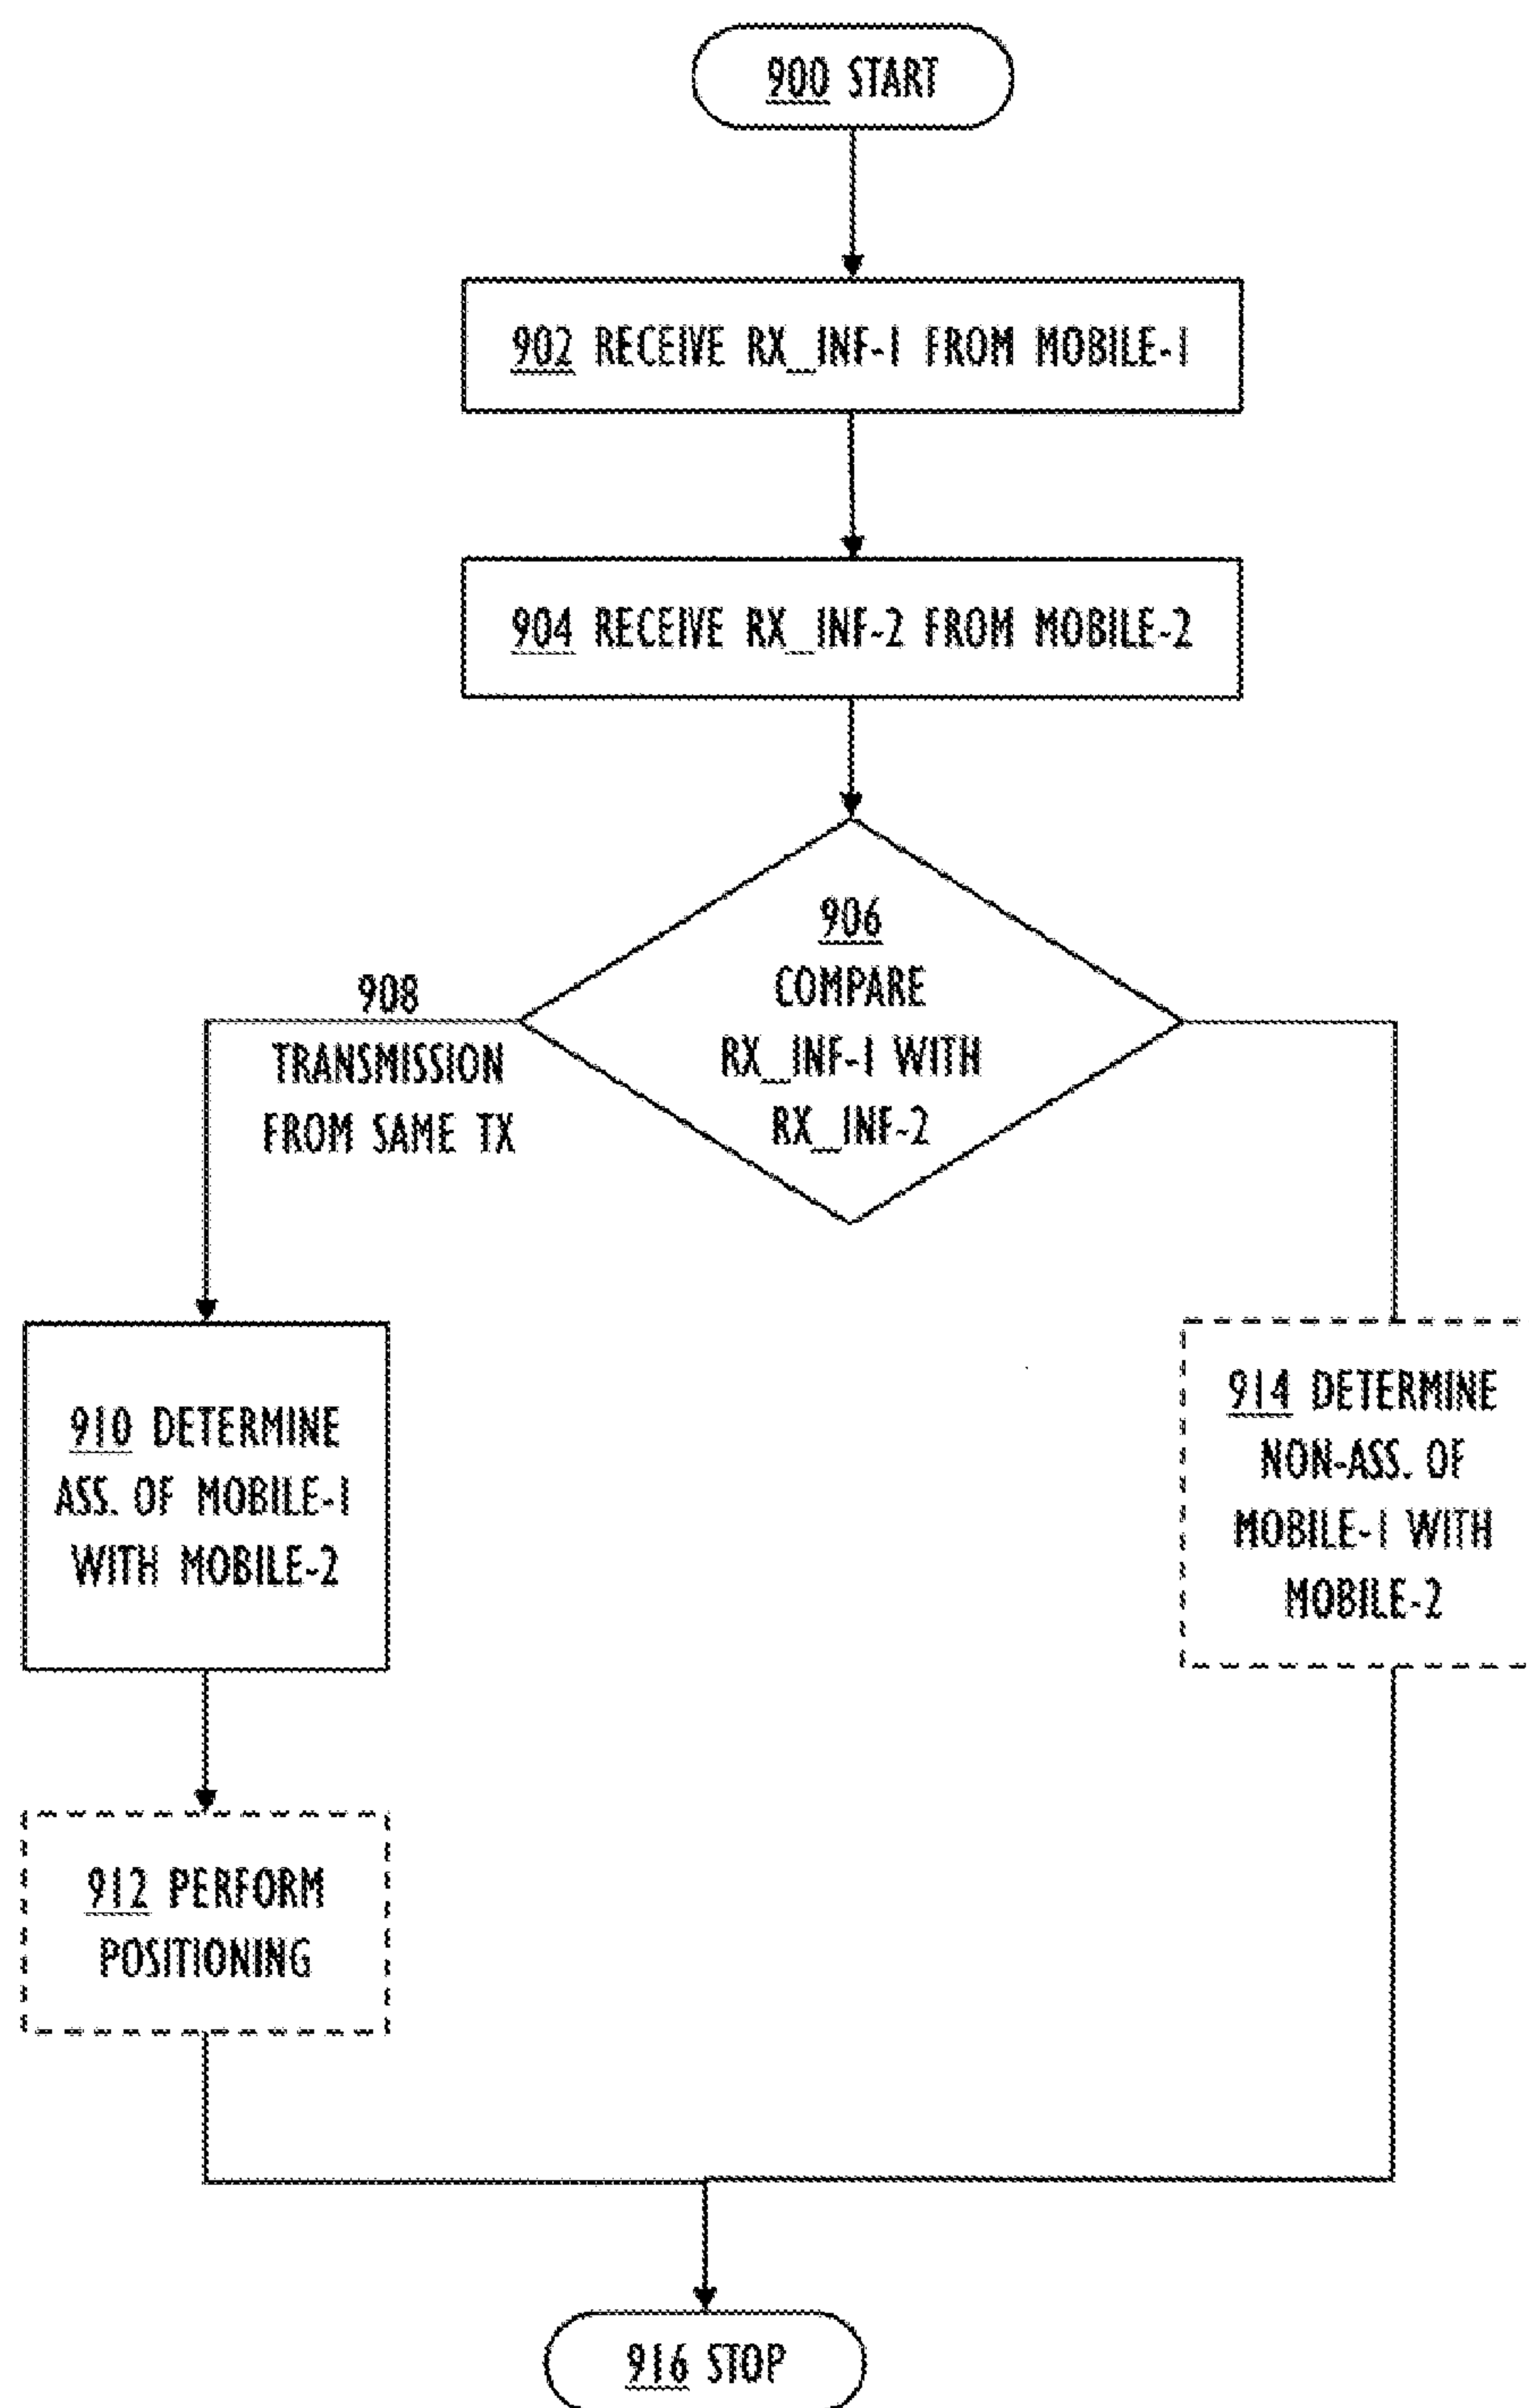 900 START
902 RECEIVE RX_INF-1 FROM MOBILE-1
904 RECEIVE RX_INF-2 FROM MOBILE-2
906
COMPARE
RX_INF-1 WITH
RX_INF-2
908
TRANSMISSION
FROM SAME TX
910 DETERMINE
ASS. OF MOBILE-1
WITH MOBILE-2
914 DETERMINE
NON-ASS. OF
MOBILE-1 WITH
MOBILE-2
912 PERFORM
POSITIONING
916 STOP